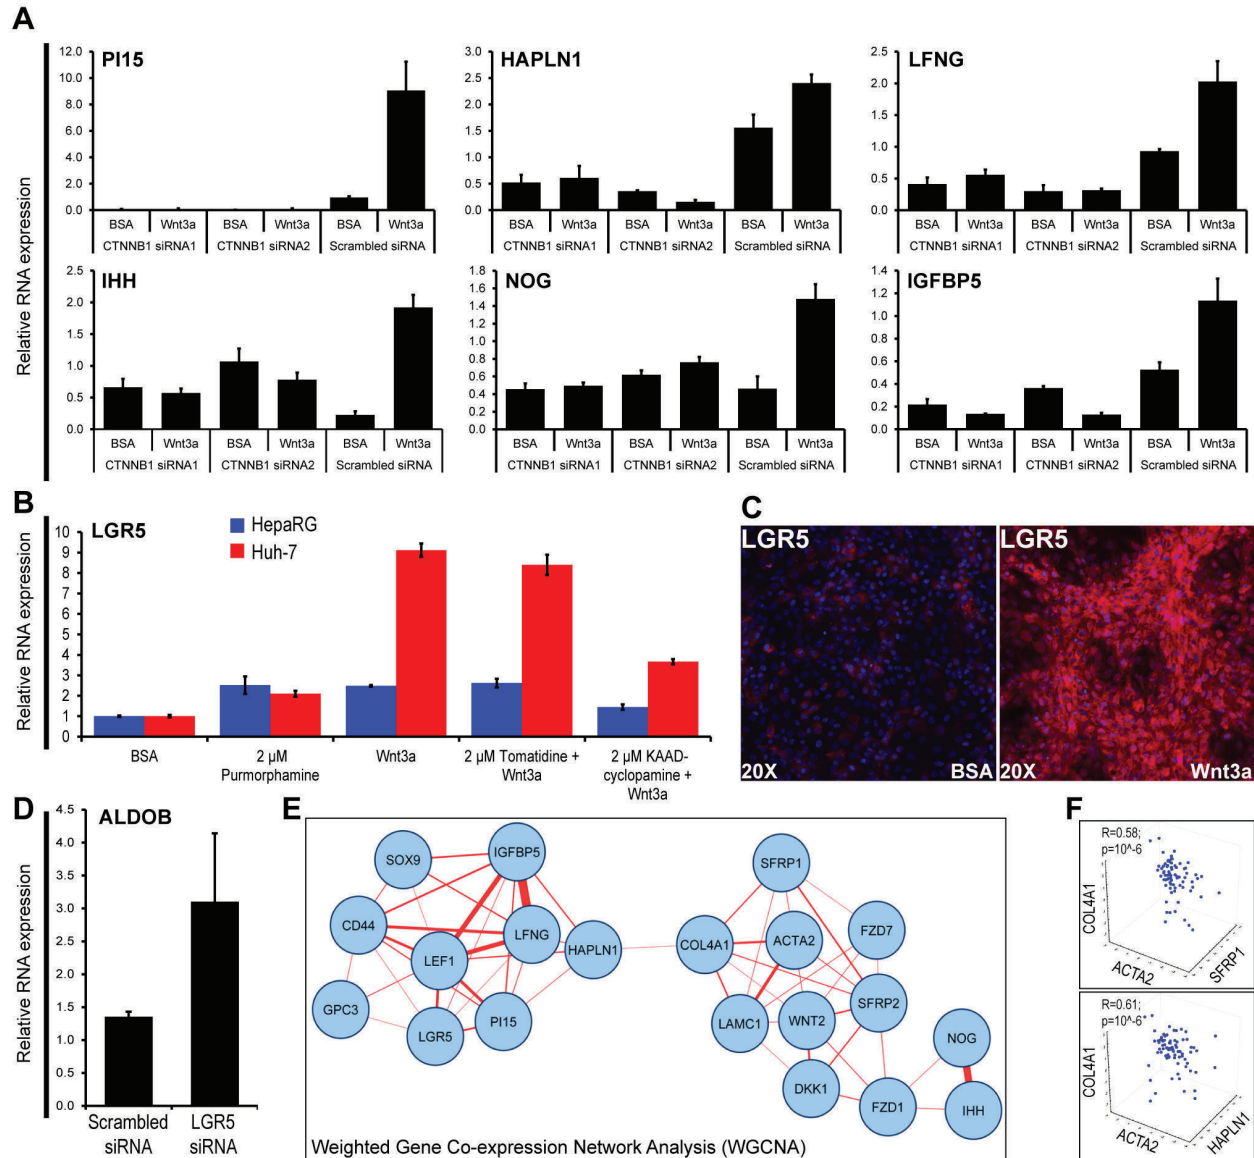 A
Relative RNA expression
PI15
12.0
10.0
8.0
6.0
4.0
2.0
0.0
BSA Wnt3a BSA Wnt3a BSA Wnt3a
CTNNB1 siRNA1 CTNNB1 siRNA2 Scrambled siRNA
HAPLN1
3.0
2.5
2.0
1.5
1.0
0.5
0.0
BSA Wnt3a BSA Wnt3a BSA Wnt3a
CTNNB1 siRNA1 CTNNB1 siRNA2 Scrambled siRNA
LFNG
2.5
2.0
1.5
1.0
0.5
0.0
BSA Wnt3a BSA Wnt3a BSA Wnt3a
CTNNB1 siRNA1 CTNNB1 siRNA2 Scrambled siRNA
IHH
2.5
2.0
1.5
1.0
0.5
0.0
BSA Wnt3a BSA Wnt3a BSA Wnt3a
CTNNB1 siRNA1 CTNNB1 siRNA2 Scrambled siRNA
NOG
1.8
1.6
1.4
1.2
1.0
0.8
0.6
0.4
0.2
0.0
BSA Wnt3a BSA Wnt3a BSA Wnt3a
CTNNB1 siRNA1 CTNNB1 siRNA2 Scrambled siRNA
IGFBP5
1.4
1.2
1.0
0.8
0.6
0.4
0.2
0.0
BSA Wnt3a BSA Wnt3a BSA Wnt3a
CTNNB1 siRNA1 CTNNB1 siRNA2 Scrambled siRNA
B
Relative RNA expression
LGR5
HepaRG
Huh-7
10
9
8
7
6
5
4
3
2
1
0
BSA
2 µM
Purmorphamine
Wnt3a
2 µM Tomatidine +
Wnt3a
2 µM KAAD-
cyclopamine +
Wnt3a
C
LGR5
20X
BSA
LGR5
20X
Wnt3a
D
Relative RNA expression
ALDOB
4.5
4.0
3.5
3.0
2.5
2.0
1.5
1.0
0.5
0.0
Scrambled
siRNA
LGR5
siRNA
E
SOX9
IGFBP5
CD44
LFNG
HAPLN1
LEF1
GPC3
LGR5
PI15
SFRP1
COL4A1
ACTA2
FZD7
SFRP2
LAMC1
WNT2
NOG
DKK1
FZD1
IHH
Weighted Gene Co-expression Network Analysis (WGCNA)
F
R=0.58;
p=10^-6
COL4A1
ACTA2
SFRP1
R=0.61;
p=10^-6
COL4A1
ACTA2
HAPLN1